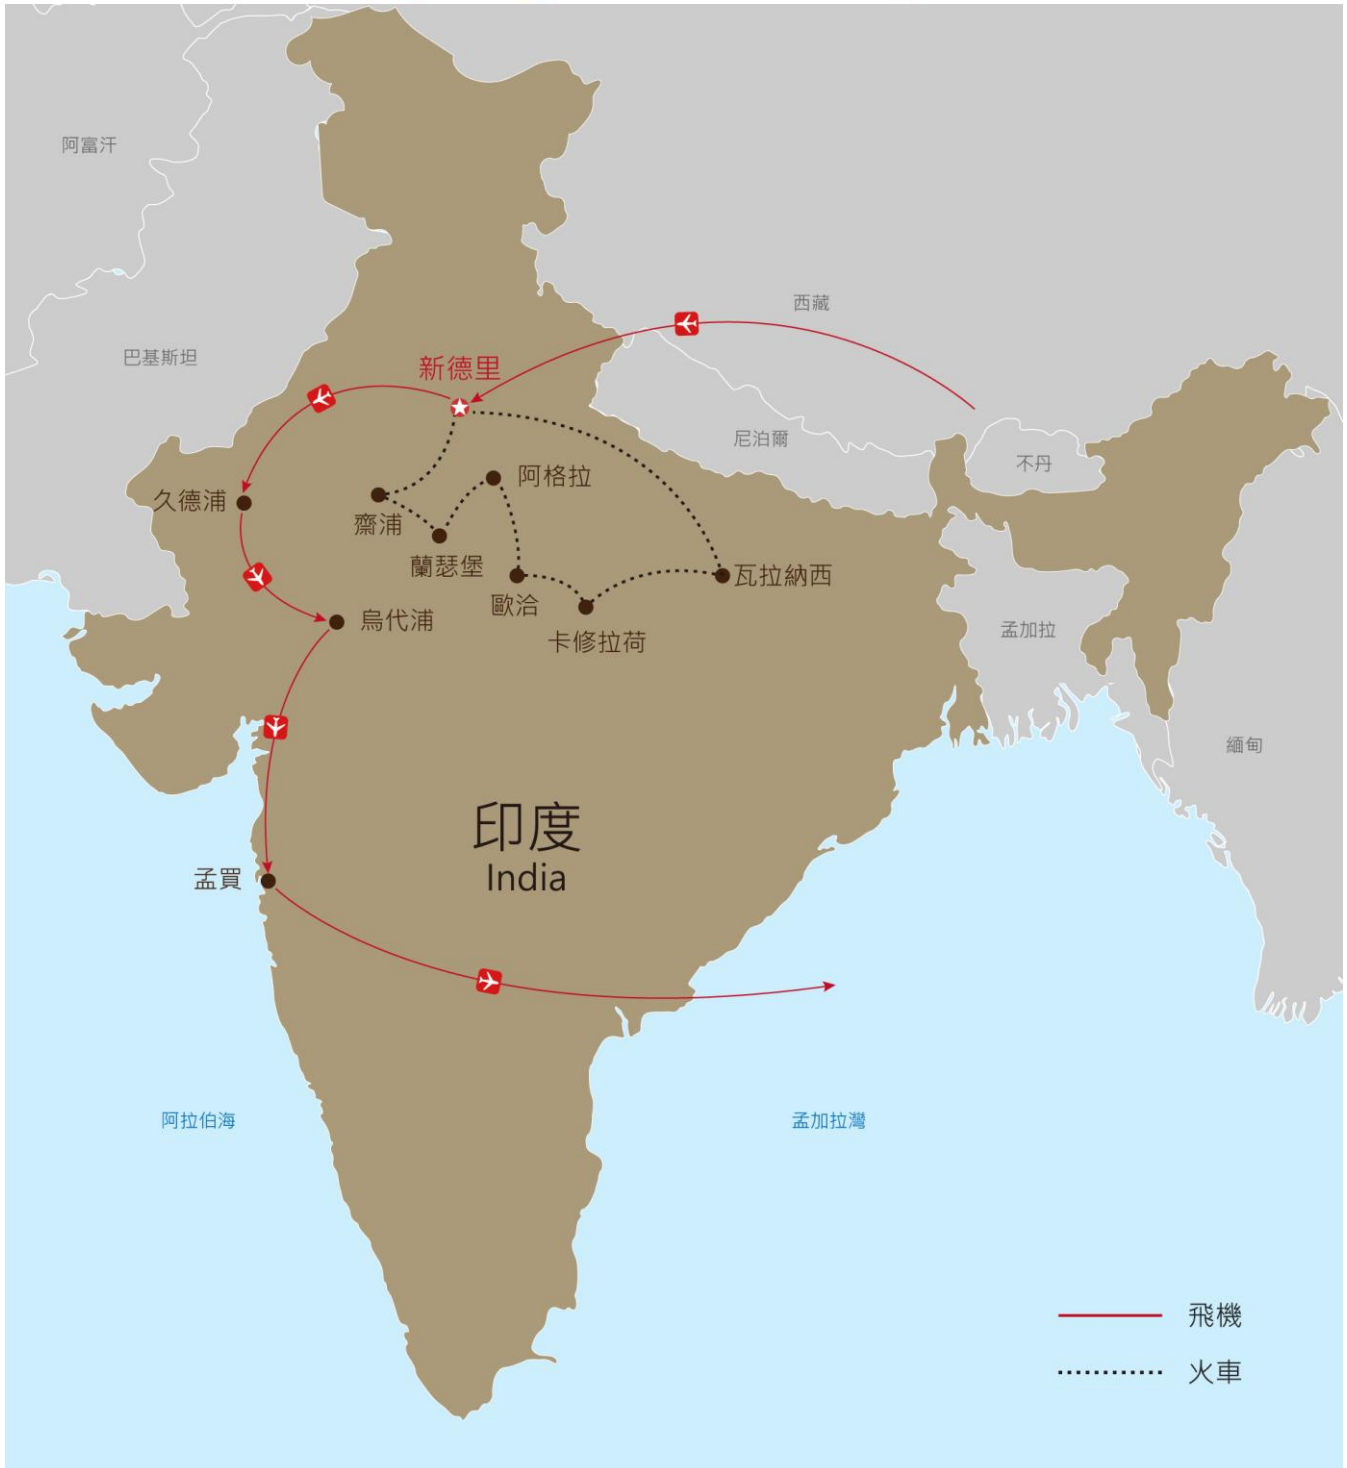 阿富汗
西藏
巴基斯坦
新德里
尼泊爾
不丹
阿格拉
久德浦
齋浦
蘭瑟堡
瓦拉納西
歐洽
烏代浦
孟加拉
卡修拉荷
緬甸
印度
India
孟買
阿拉伯海
孟加拉灣
飛機
火車